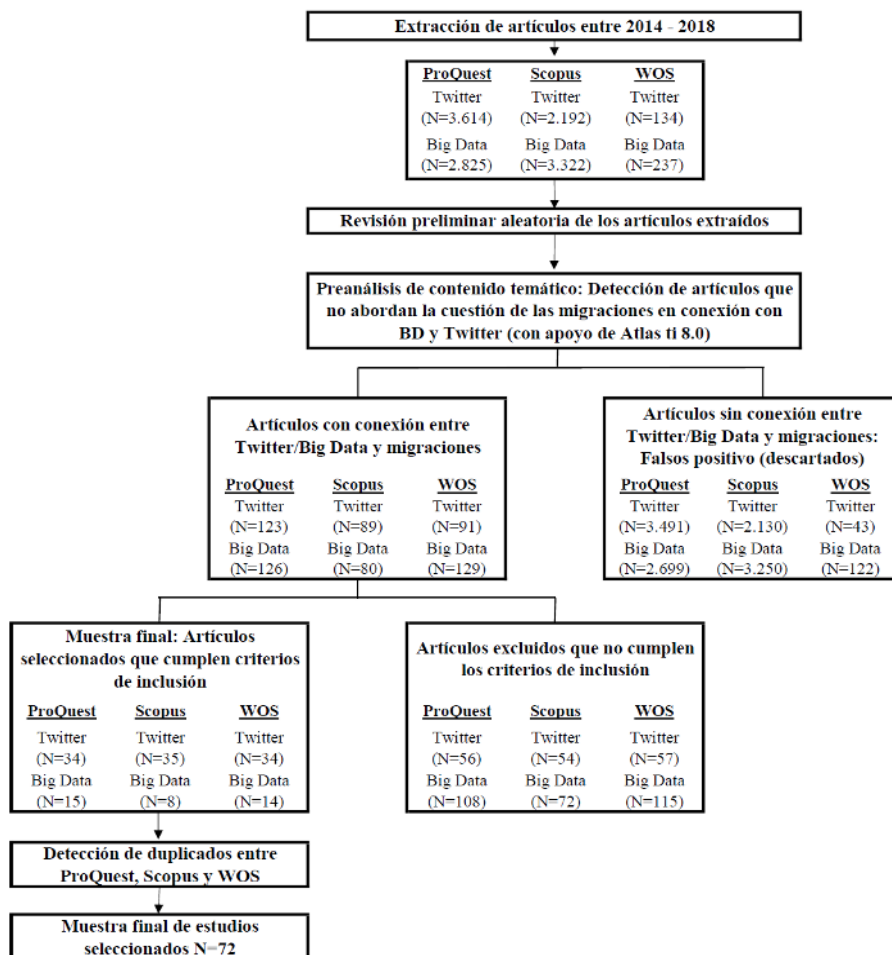 Extracción de artículos entre 2014 - 2018
ProQuest Scopus WOS
Twitter Twitter Twitter
(N=3.614) (N=2.192) (N=134)
Big Data Big Data Big Data
(N=2.825) (N=3.322) (N=237)
Revisión preliminar aleatoria de los artículos extraídos
Preanálisis de contenido temático: Detección de artículos que
no abordan la cuestión de las migraciones en conexión con
BD y Twitter (con apoyo de Atlas ti 8.0)
Artículos con conexión entre
Twitter/Big Data y migraciones
ProQuest Scopus WOS
Twitter Twitter Twitter
(N=123) (N=89) (N=91)
Big Data Big Data Big Data
(N=126) (N=80) (N=129)
Artículos sin conexión entre
Twitter/Big Data y migraciones:
Falsos positivo (descartados)
ProQuest Scopus WOS
Twitter Twitter Twitter
(N=3.491) (N=2.130) (N=43)
Big Data Big Data Big Data
(N=2.699) (N=3.250) (N=122)
Muestra final: Artículos
seleccionados que cumplen criterios
de inclusión
ProQuest Scopus WOS
Twitter Twitter Twitter
(N=34) (N=35) (N=34)
Big Data Big Data Big Data
(N=15) (N=8) (N=14)
Artículos excluidos que no cumplen
los criterios de inclusión
ProQuest Scopus WOS
Twitter Twitter Twitter
(N=56) (N=54) (N=57)
Big Data Big Data Big Data
(N=108) (N=72) (N=115)
Detección de duplicados entre
ProQuest, Scopus y WOS
Muestra final de estudios
seleccionados N=72